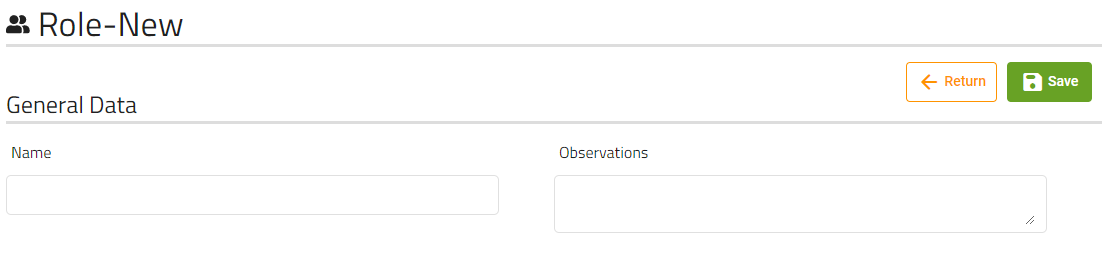 Role-New
Return
Save
General Data
Name
Observations